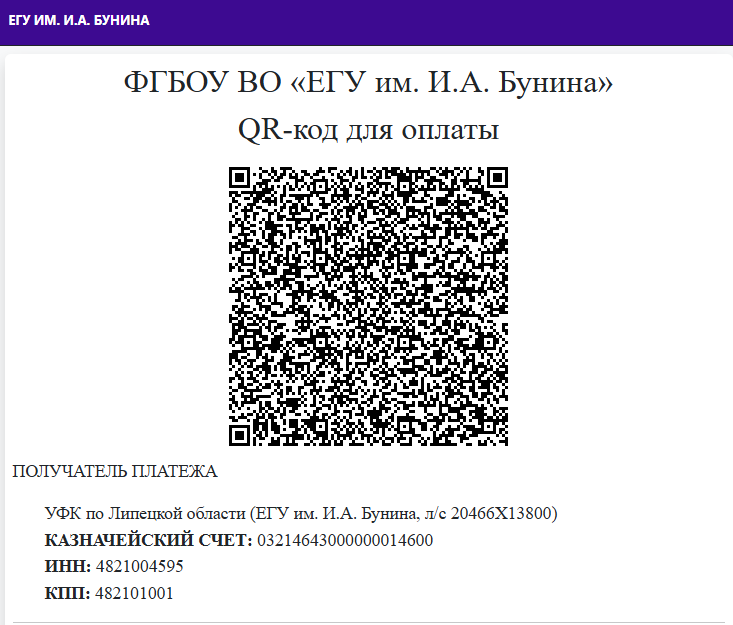 ЕГУ ИМ. И.А. БУНИНА
ФГБОУ ВО «ЕГУ им. И.А. Бунина»
QR-код для оплаты
ПОЛУЧАТЕЛЬ ПЛАТЕЖА
УФК по Липецкой области (ЕГУ им. И.А. Бунина, л/с 20466Х13800)
КАЗНАЧЕЙСКИЙ СЧЕТ: 03214643000000014600
ИНН: 4821004595
КПП: 482101001